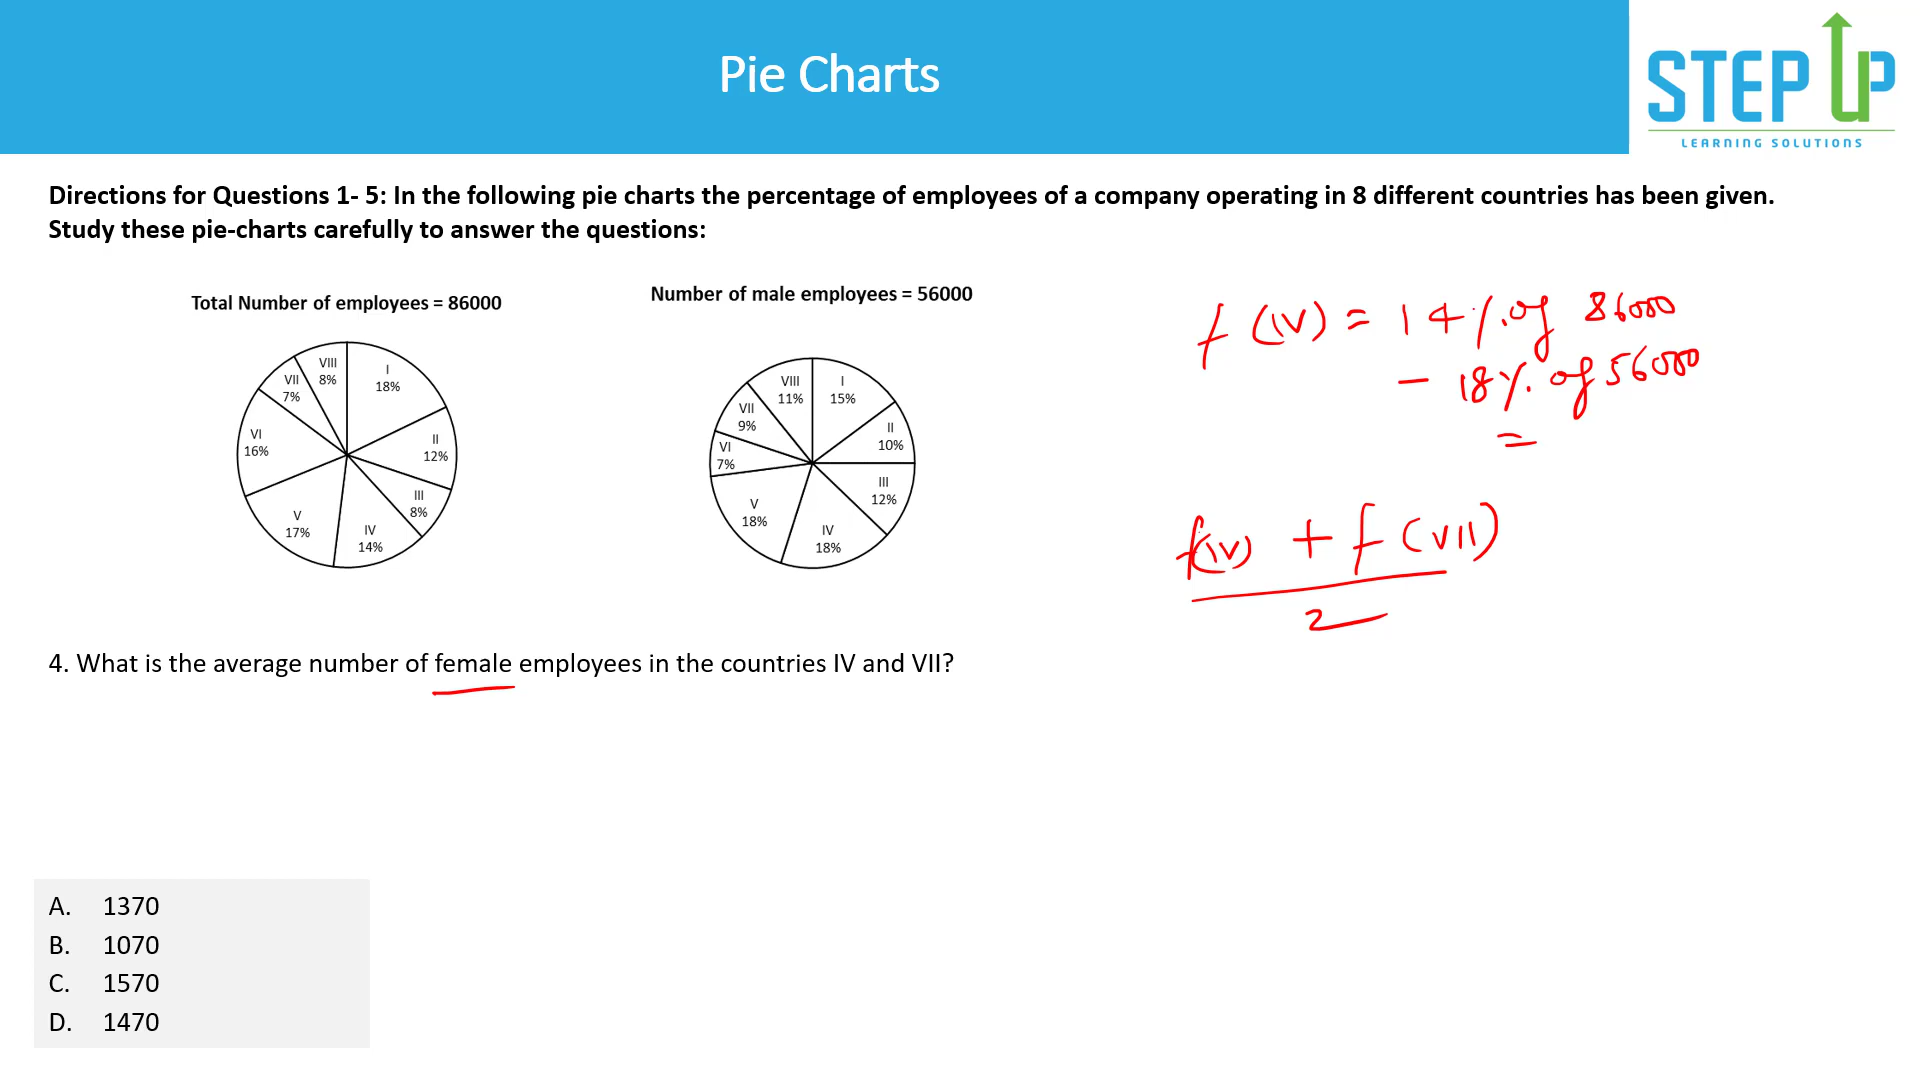 Pie Charts
STEP UP
LEARNING SOLUTIONS
Directions for Questions 1- 5: In the following pie charts the percentage of employees of a company operating in 8 different countries has been given.
Study these pie-charts carefully to answer the questions:
Total Number of employees = 86000
I
18%
II
12%
III
8%
IV
14%
V
17%
VI
16%
VII
7%
VIII
8%
Number of male employees = 56000
I
15%
II
10%
III
12%
IV
18%
V
18%
VI
7%
VII
9%
VIII
11%
f (IV) = 14%. of 86000
- 18%. of 56000
=
f(IV) + f (VII)
2
4. What is the average number of female employees in the countries IV and VII?
A. 1370
B. 1070
C. 1570
D. 1470